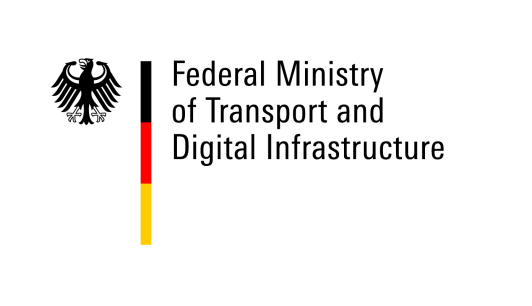 Federal Ministry
of Transport and
Digital Infrastructure